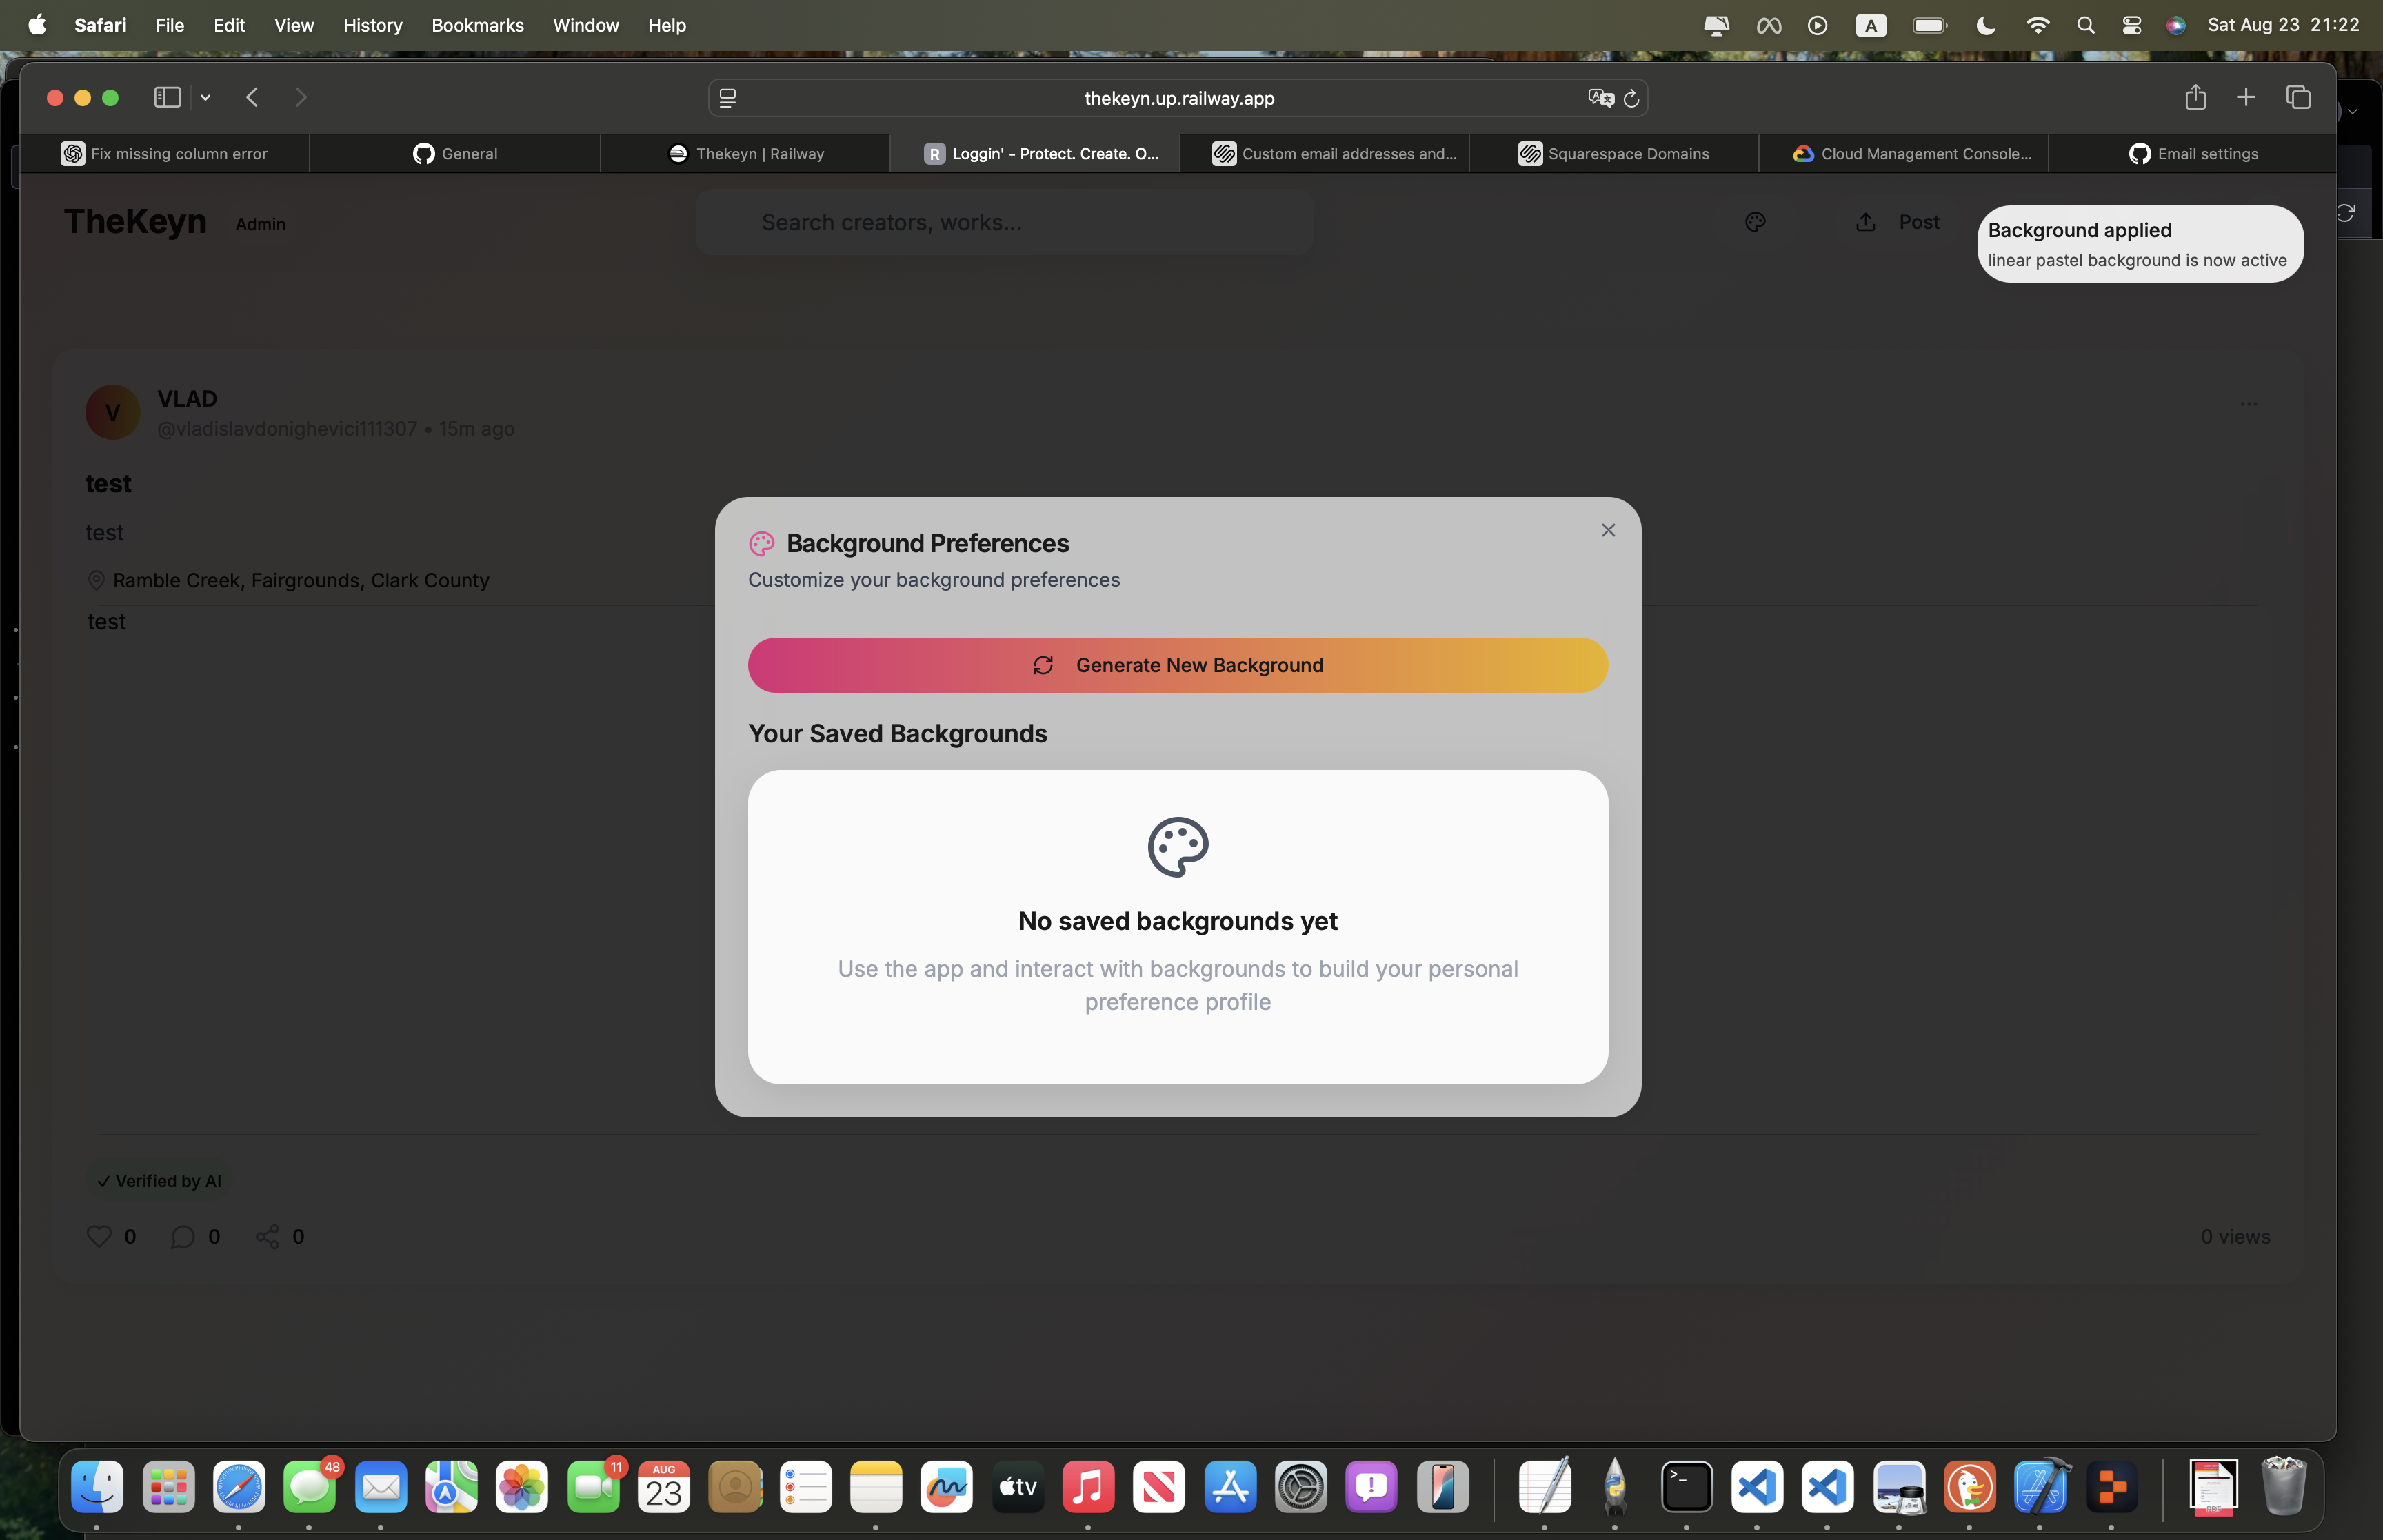 Safari File Edit View History Bookmarks Window Help
A
Sat Aug 23 21:22
thekeyn.up.railway.app
Fix missing column error
General
Thekeyn | Railway
R Loggin' - Protect. Create. O...
Custom email addresses and...
Squarespace Domains
Cloud Management Console...
Email settings
TheKeyn
Admin
Search creators, works...
Post
Background applied
linear pastel background is now active
V
VLAD
@vladislavdonighevici111307 • 15m ago
test
test
Ramble Creek, Fairgrounds, Clark County
test
Background Preferences
Customize your background preferences
Generate New Background
Your Saved Backgrounds
No saved backgrounds yet
Use the app and interact with backgrounds to build your personal
preference profile
✓ Verified by AI
0 0 0
0 views
48
11
AUG
23
tv